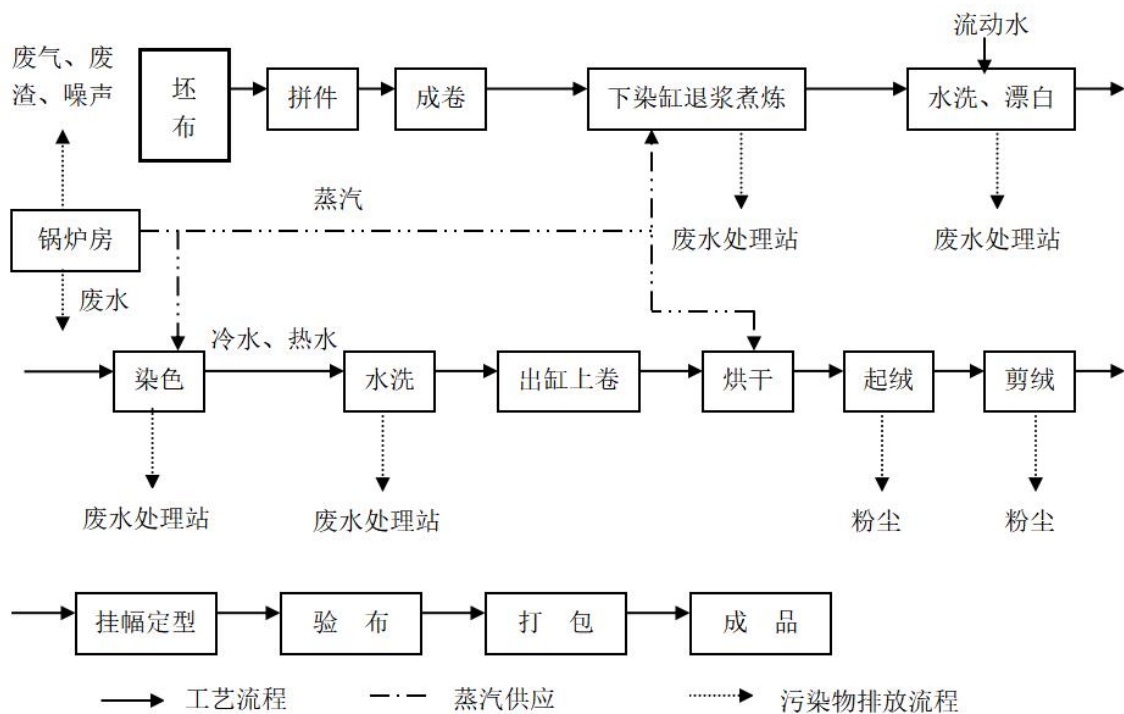 流动水
废气、废
渣、噪声
坯
布
拼件
成卷
下染缸退浆煮炼
水洗、漂白
蒸汽
锅炉房
废水处理站
废水处理站
废水
冷水、热水
染色
水洗
出缸上卷
烘干
起绒
剪绒
废水处理站
废水处理站
粉尘
粉尘
挂幅定型
验 布
打 包
成 品
工艺流程
蒸汽供应
污染物排放流程